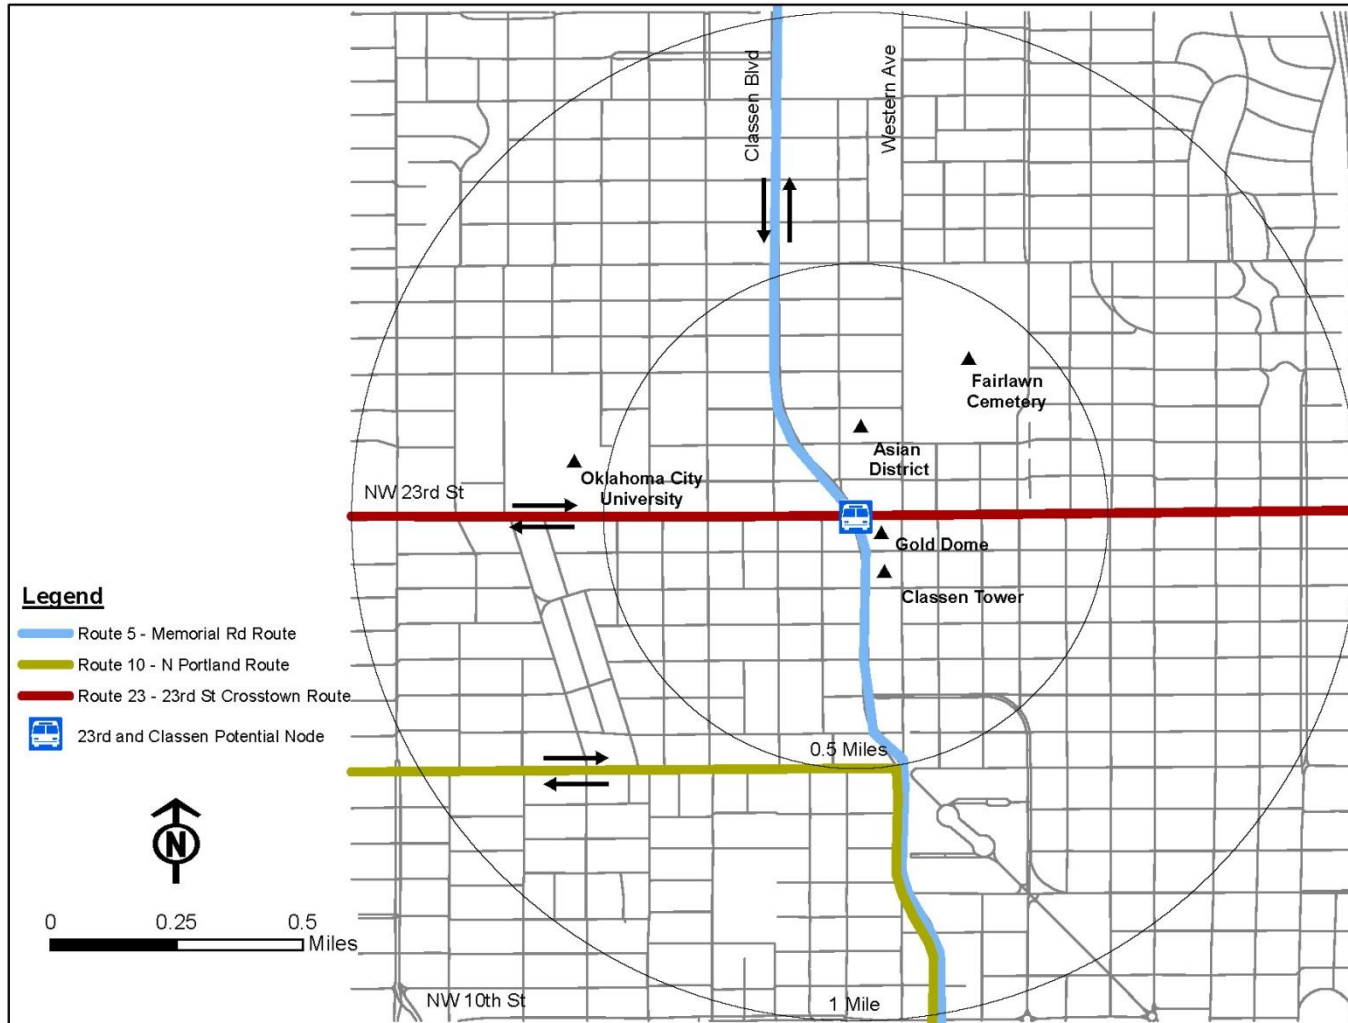 Classen Blvd
Western Ave
Fairlawn
Cemetery
Asian
District
Oklahoma City
University
NW 23rd St
Gold Dome
Classen Tower
Legend
Route 5 - Memorial Rd Route
Route 10 - N Portland Route
Route 23 - 23rd St Crosstown Route
23rd and Classen Potential Node
0.5 Miles
N
0 0.25 0.5
Miles
NW 10th St
1 Mile